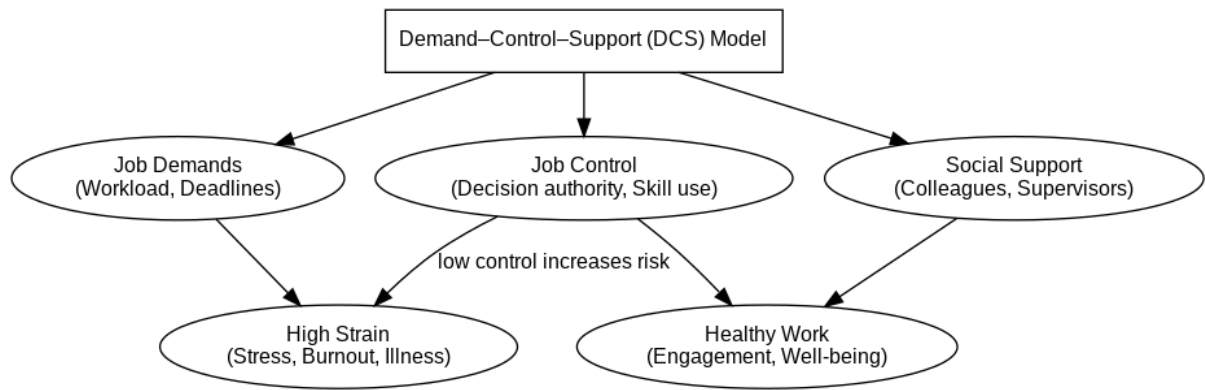 Demand–Control–Support (DCS) Model
Job Demands
(Workload, Deadlines)
Job Control
(Decision authority, Skill use)
Social Support
(Colleagues, Supervisors)
low control increases risk
High Strain
(Stress, Burnout, Illness)
Healthy Work
(Engagement, Well-being)